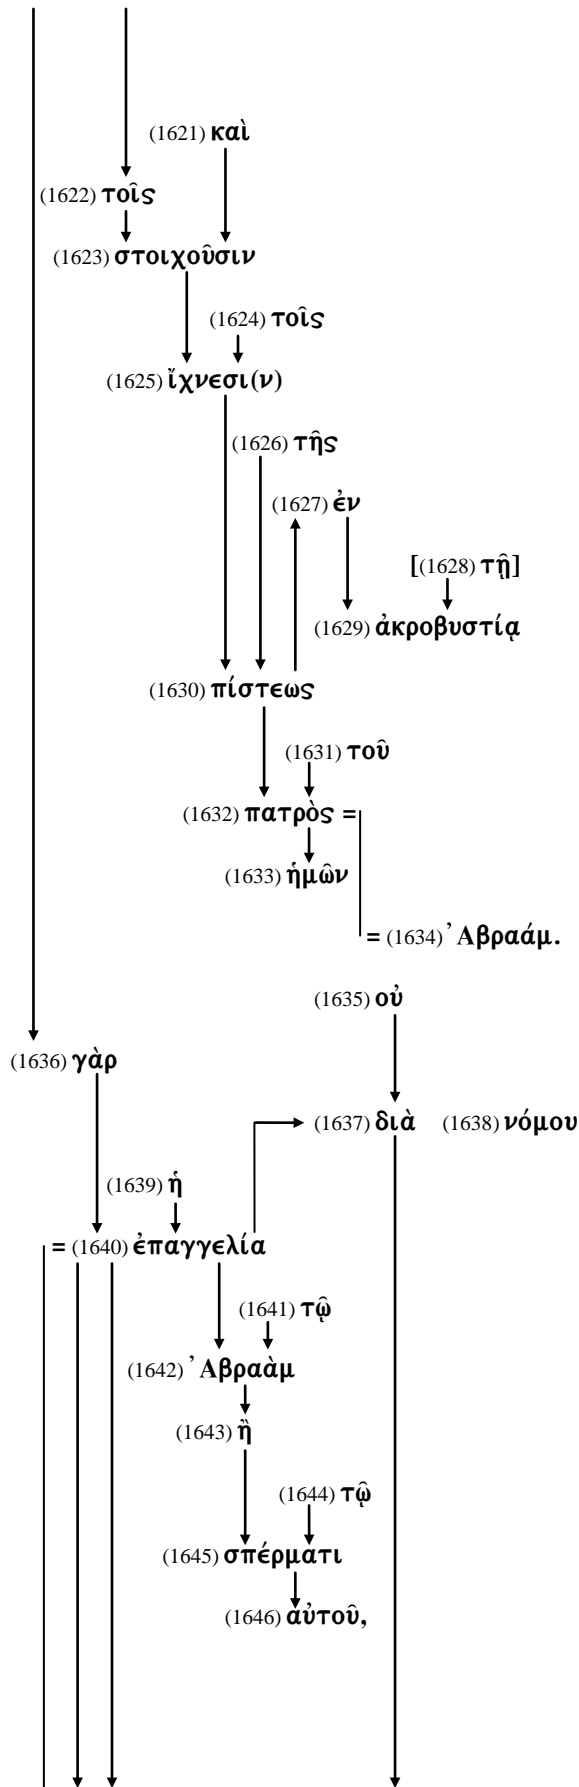 (1621) καὶ
(1622) τοῖς
(1623) στοιχοῦσιν
(1624) τοῖς
(1625) ἴχνεσι(ν)
(1626) τῆς
(1627) ἐν
[(1628) τῇ]
(1629) ἀκροβυστίᾳ
(1630) πίστεως
(1631) τοῦ
(1632) πατρὸς =
(1633) ἡμῶν
= (1634) Ἀβραάμ.
(1635) οὐ
(1636) γὰρ
(1637) διὰ (1638) νόμου
(1639) ἡ
= (1640) ἐπαγγελία
(1641) τῷ
(1642) Ἀβραὰμ
(1643) ἢ
(1644) τῷ
(1645) σπέρματι
(1646) αὐτοῦ,